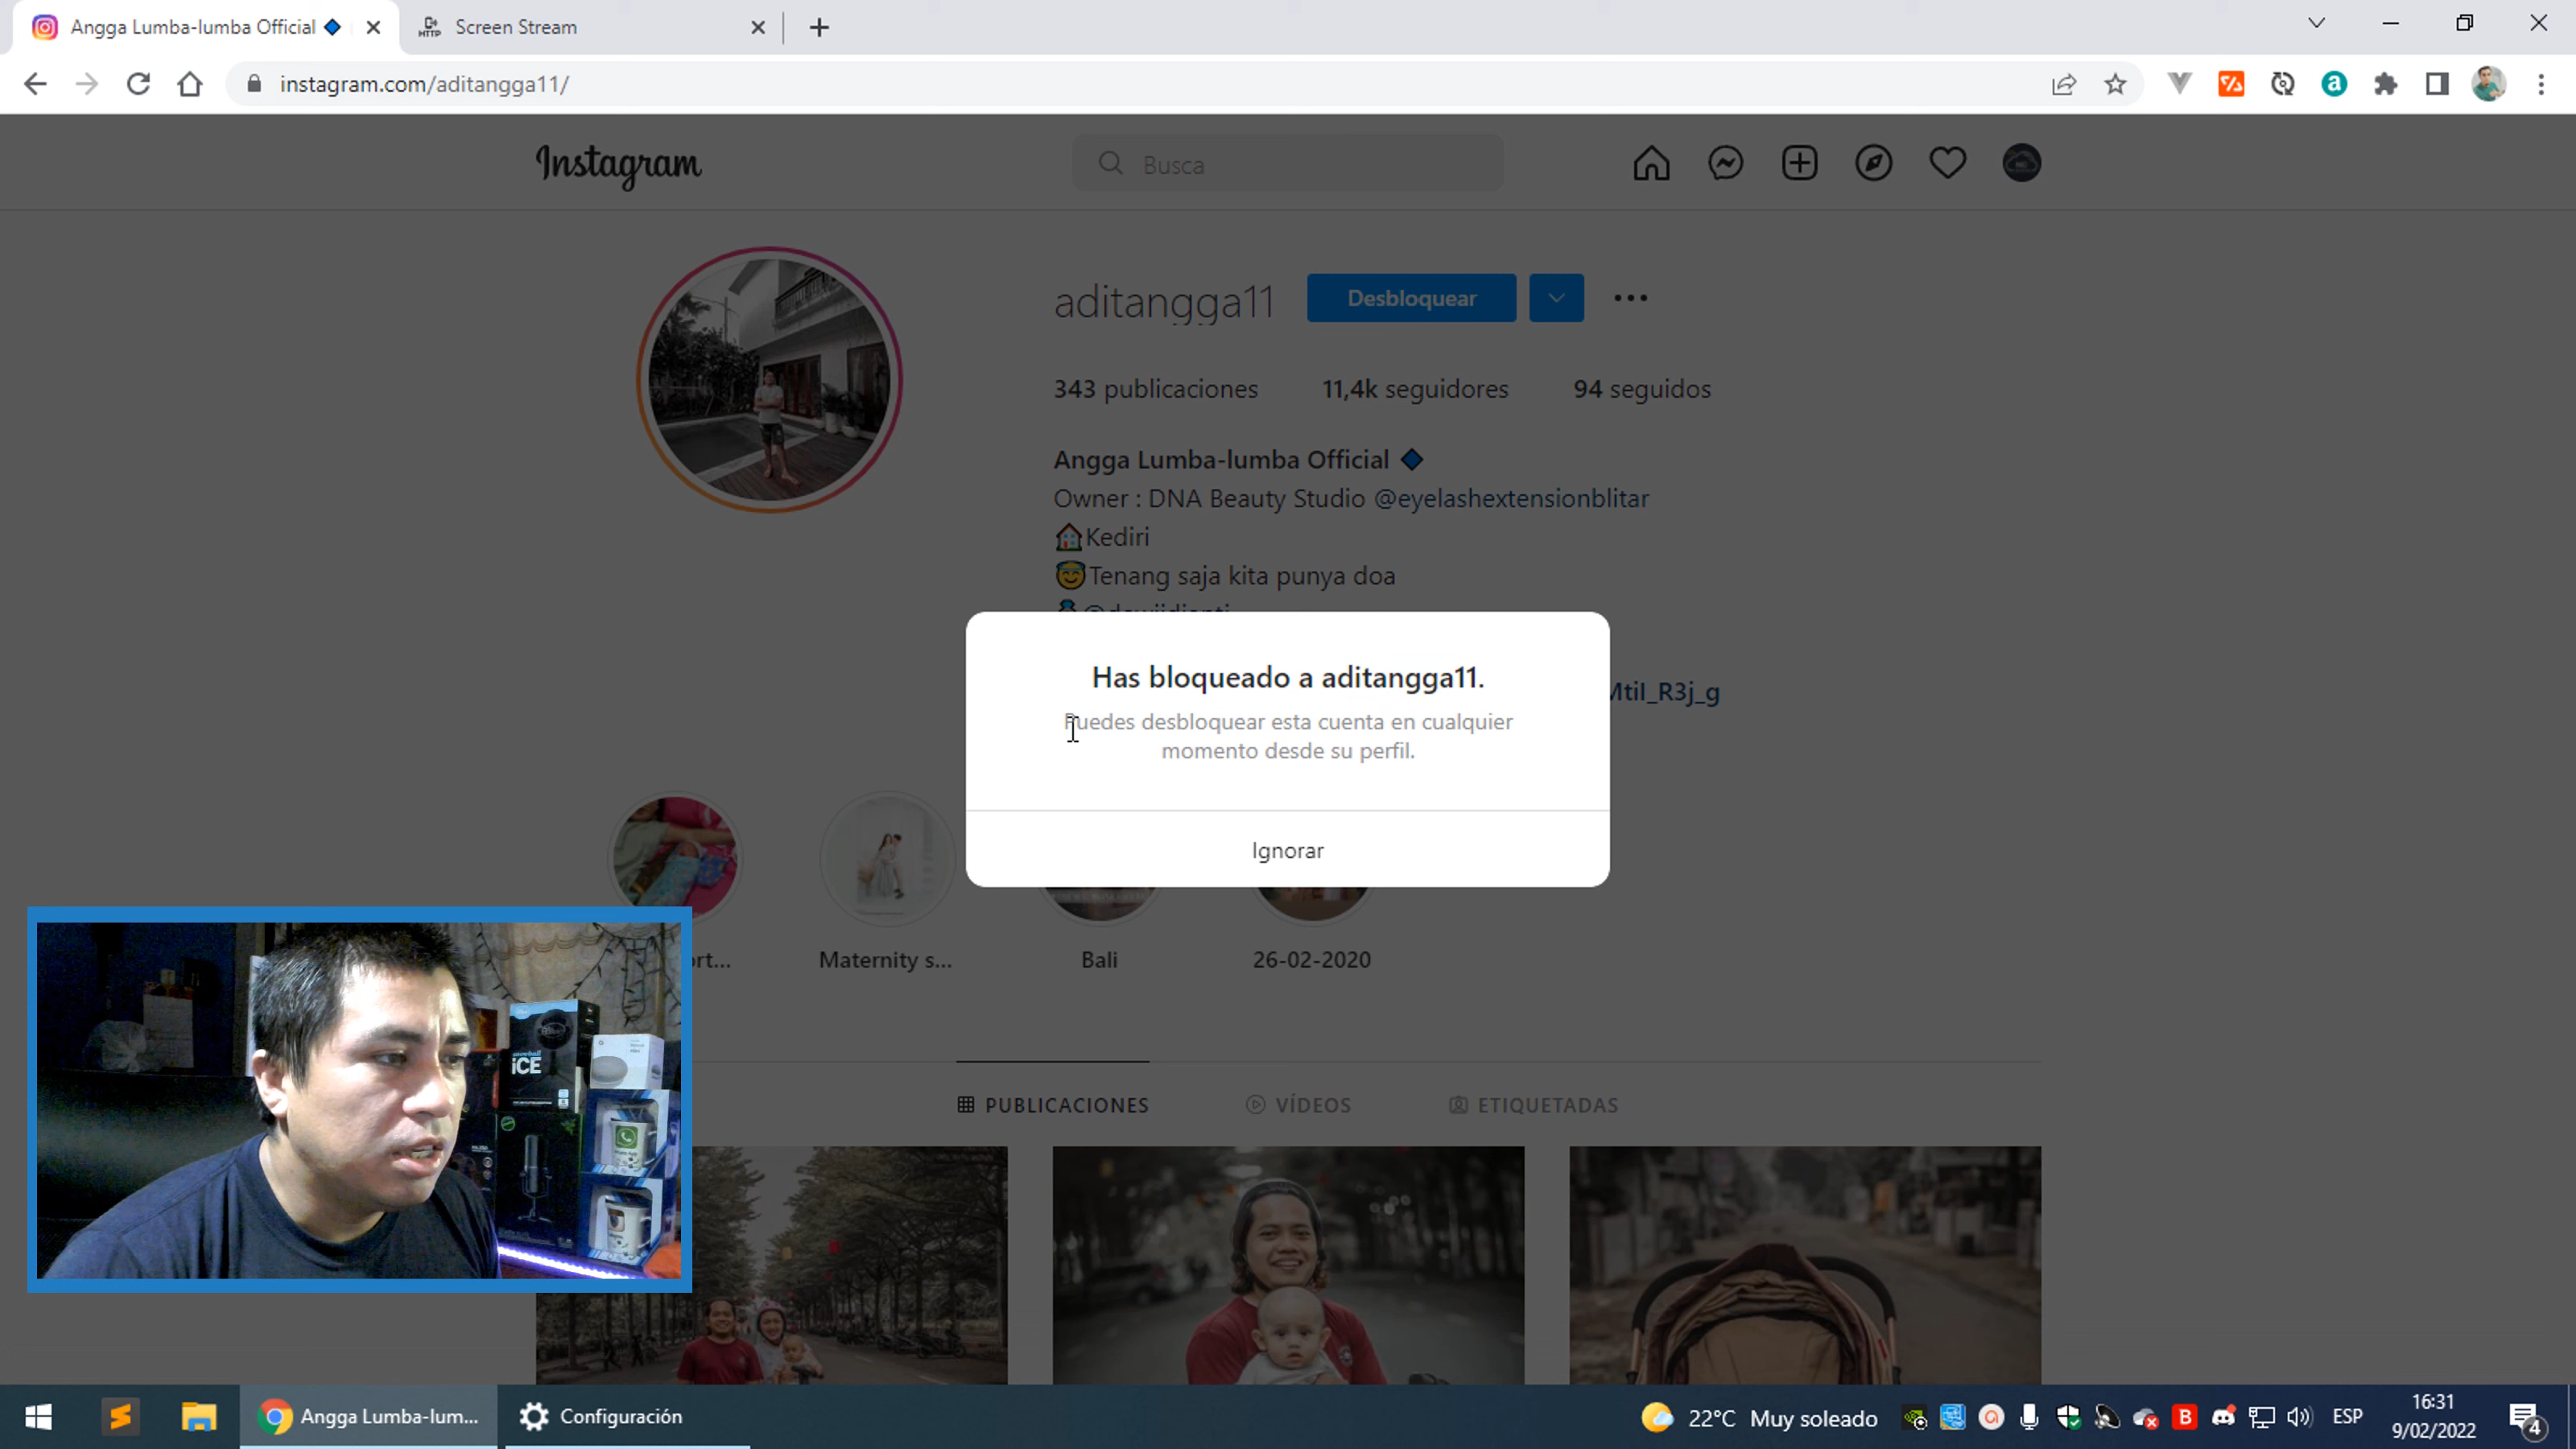 Angga Lumba-lumba Official
Screen Stream
instagram.com/aditangga11/
Instagram
Busca
aditangga11
Desbloquear
343 publicaciones
11,4k seguidores
94 seguidos
Angga Lumba-lumba Official
Owner : DNA Beauty Studio @eyelashextensionblitar
Kediri
Tenang saja kita punya doa
Has bloqueado a aditangga11.
Puedes desbloquear esta cuenta en cualquier
momento desde su perfil.
Ignorar
MtiI_R3j_g
rt...
Maternity s...
Bali
26-02-2020
iCE
PUBLICACIONES
VÍDEOS
ETIQUETADAS
Angga Lumba-lum...
Configuración
22°C Muy soleado
ESP
16:31
9/02/2022
4